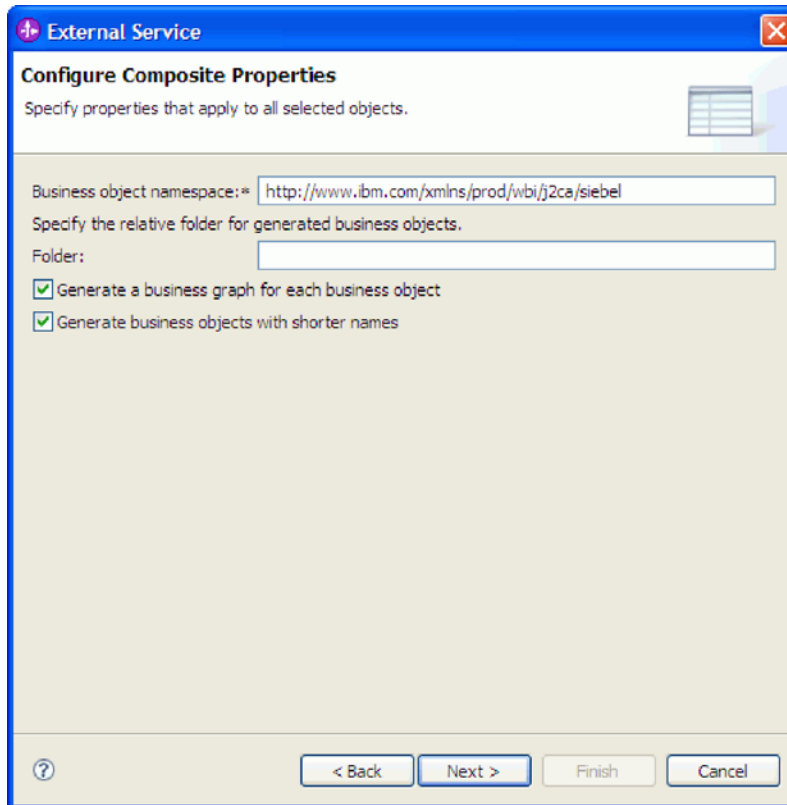 External Service
Configure Composite Properties
Specify properties that apply to all selected objects.
Business object namespace:* http://www.ibm.com/xmlns/prod/wbi/j2ca/siebel
Specify the relative folder for generated business objects.
Folder:
Generate a business graph for each business object
Generate business objects with shorter names
? < Back Next > Finish Cancel